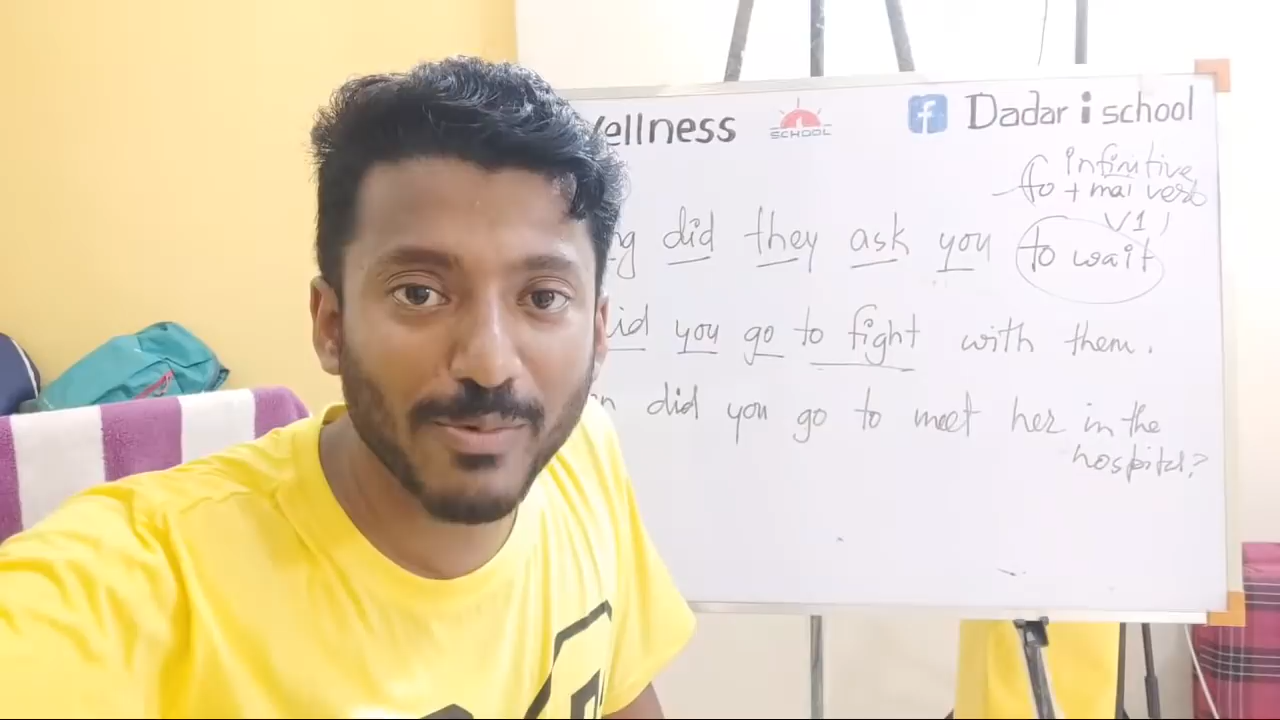 ellness SCHOOL f Dadar i school
infinitive
to + mai verb
V1
g did they ask you to wait
id you go to fight with them.
n did you go to meet her in the
hospital?